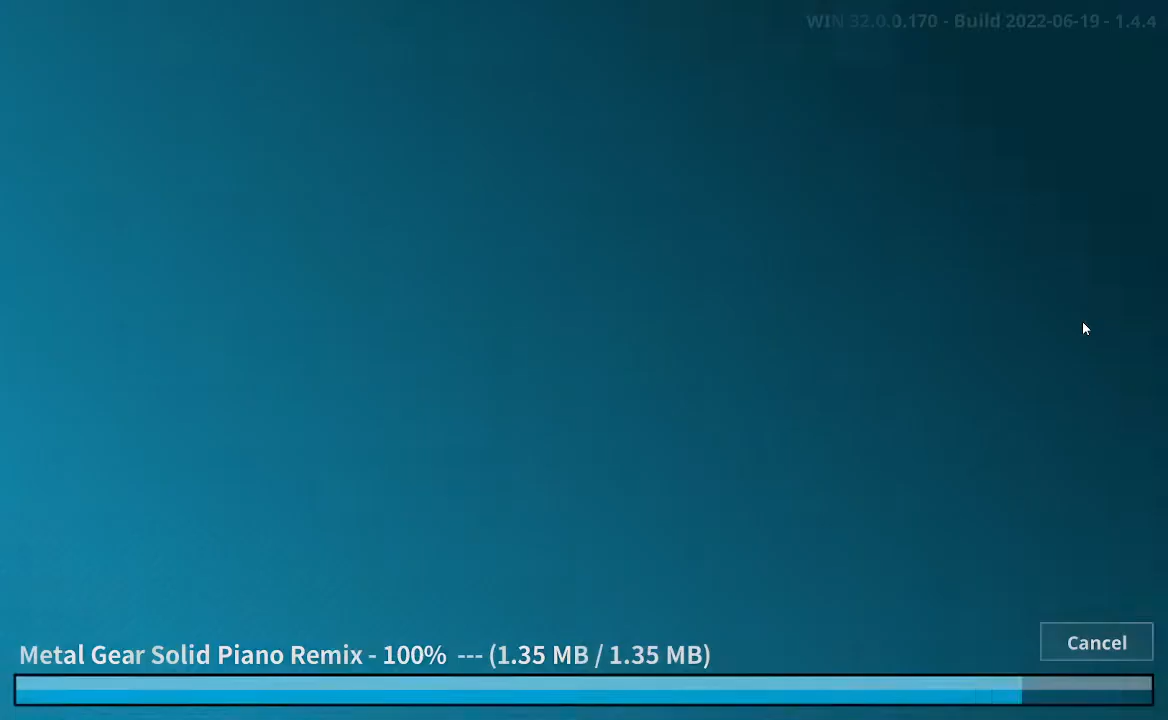 WIN 32.0.0.170 - Build 2022-06-19 - 1.4.4
Metal Gear Solid Piano Remix - 100% --- (1.35 MB / 1.35 MB)
Cancel